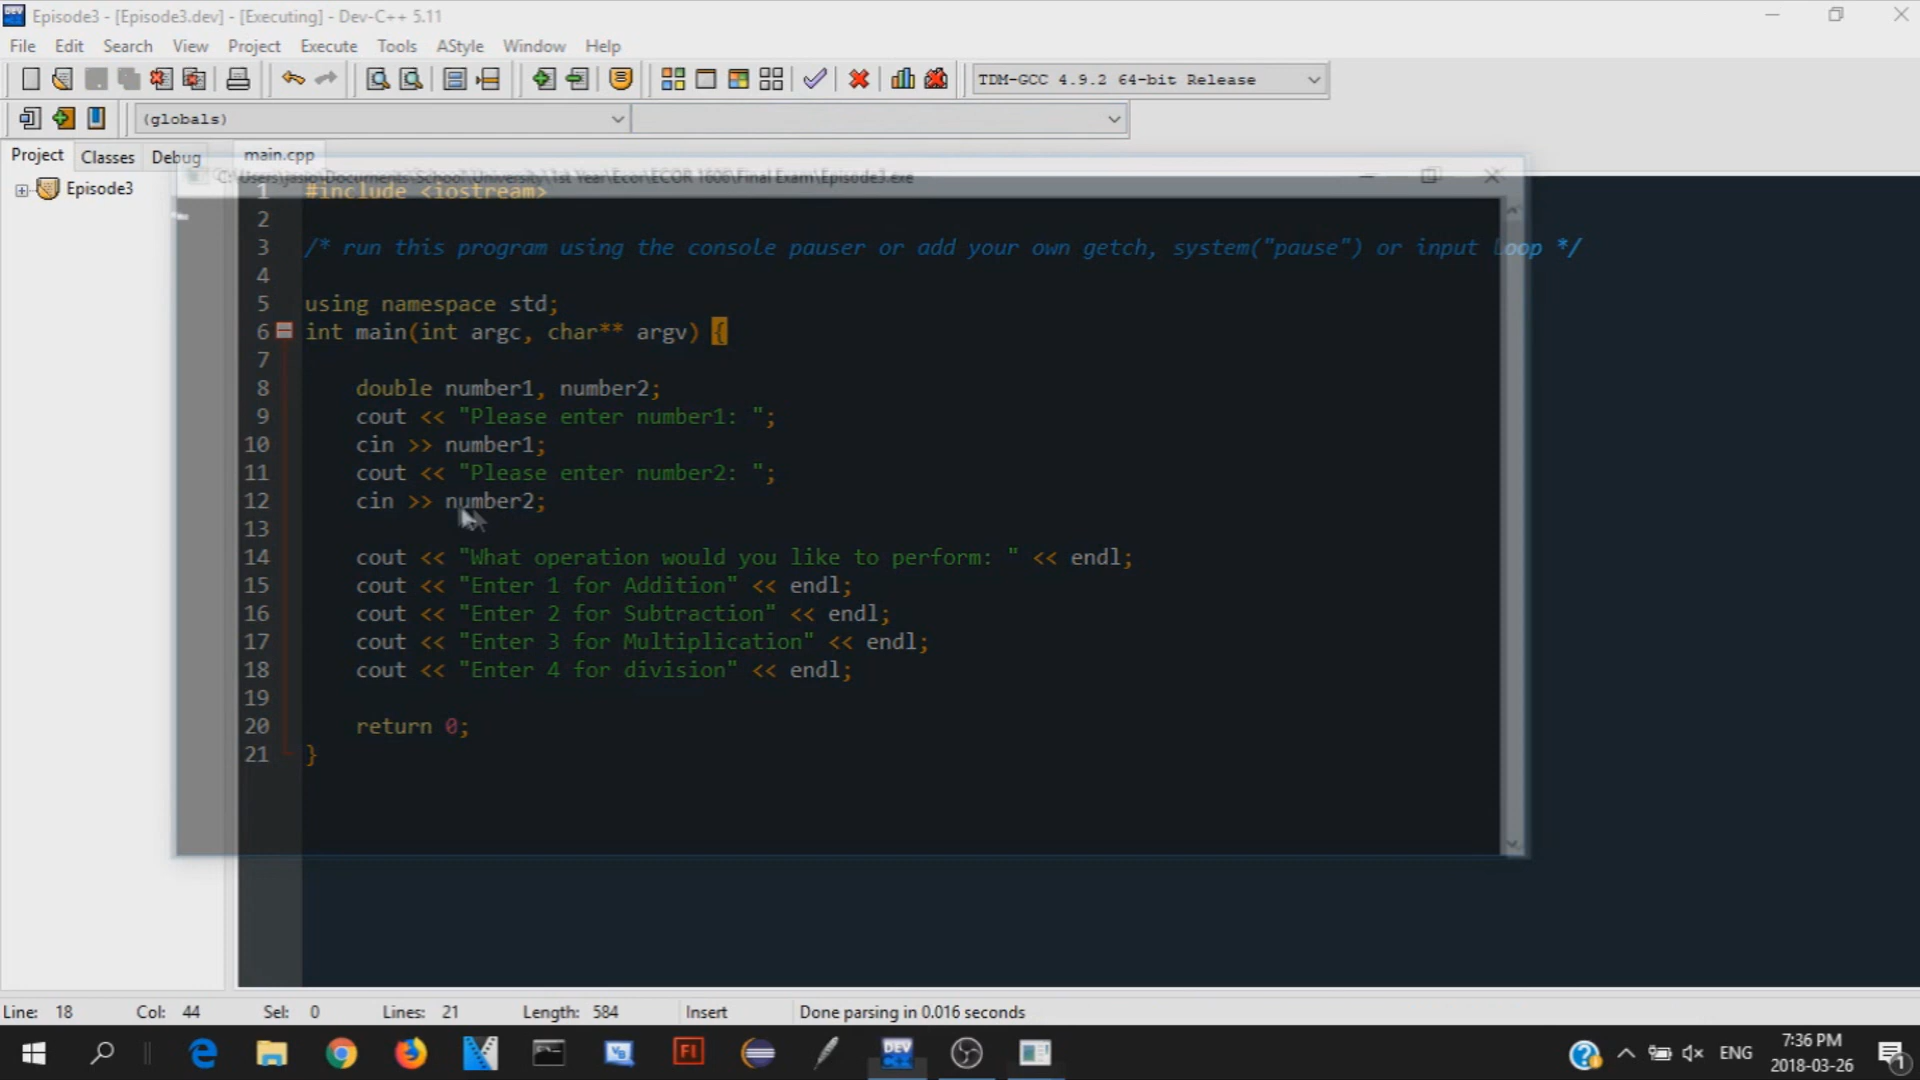 Episode3 - [Episode3.dev] - [Executing] - Dev-C++ 5.11
File Edit Search View Project Execute Tools AStyle Window Help
TDM-GCC 4.9.2 64-bit Release
(globals)
Project Classes Debug main.cpp
Episode3
C:\Users\jasio\Documents\School\University\1st Year\Ecor\ECOR 1606\Final Exam\Episode3.exe
1 #include <iostream>
2
3 /* run this program using the console pauser or add your own getch, system("pause") or input loop */
4
5 using namespace std;
6 int main(int argc, char** argv) {
7
8 double number1, number2;
9 cout << "Please enter number1: ";
10 cin >> number1;
11 cout << "Please enter number2: ";
12 cin >> number2;
13
14 cout << "What operation would you like to perform: " << endl;
15 cout << "Enter 1 for Addition" << endl;
16 cout << "Enter 2 for Subtraction" << endl;
17 cout << "Enter 3 for Multiplication" << endl;
18 cout << "Enter 4 for division" << endl;
19
20 return 0;
21 }
Line: 18 Col: 44 Sel: 0 Lines: 21 Length: 584 Insert Done parsing in 0.016 seconds
DEV
ENG
7:36 PM
2018-03-26
1